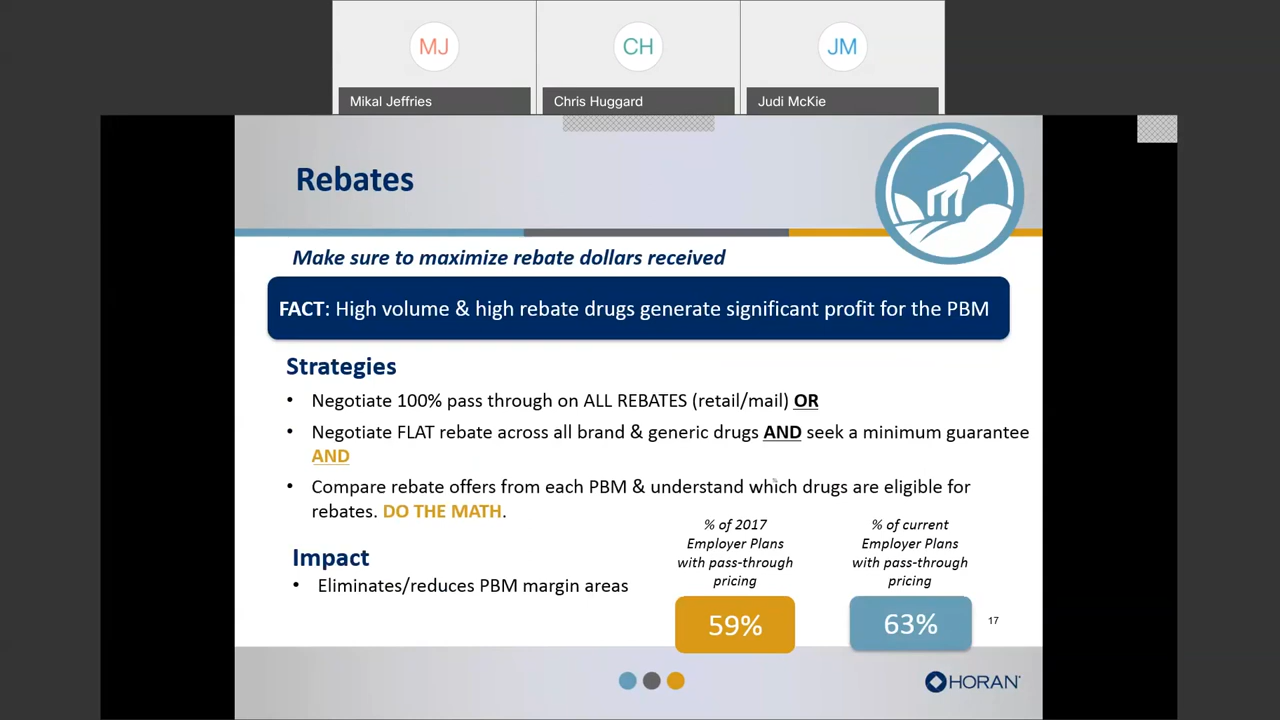 MJ
CH
JM
Mikal Jeffries
Chris Huggard
Judi McKie
Rebates
Make sure to maximize rebate dollars received
FACT: High volume & high rebate drugs generate significant profit for the PBM
Strategies
• Negotiate 100% pass through on ALL REBATES (retail/mail) OR
• Negotiate FLAT rebate across all brand & generic drugs AND seek a minimum guarantee
AND
• Compare rebate offers from each PBM & understand which drugs are eligible for
rebates. DO THE MATH.
Impact
• Eliminates/reduces PBM margin areas
% of 2017
Employer Plans
with pass-through
pricing
59%
% of current
Employer Plans
with pass-through
pricing
63%
17
HORAN